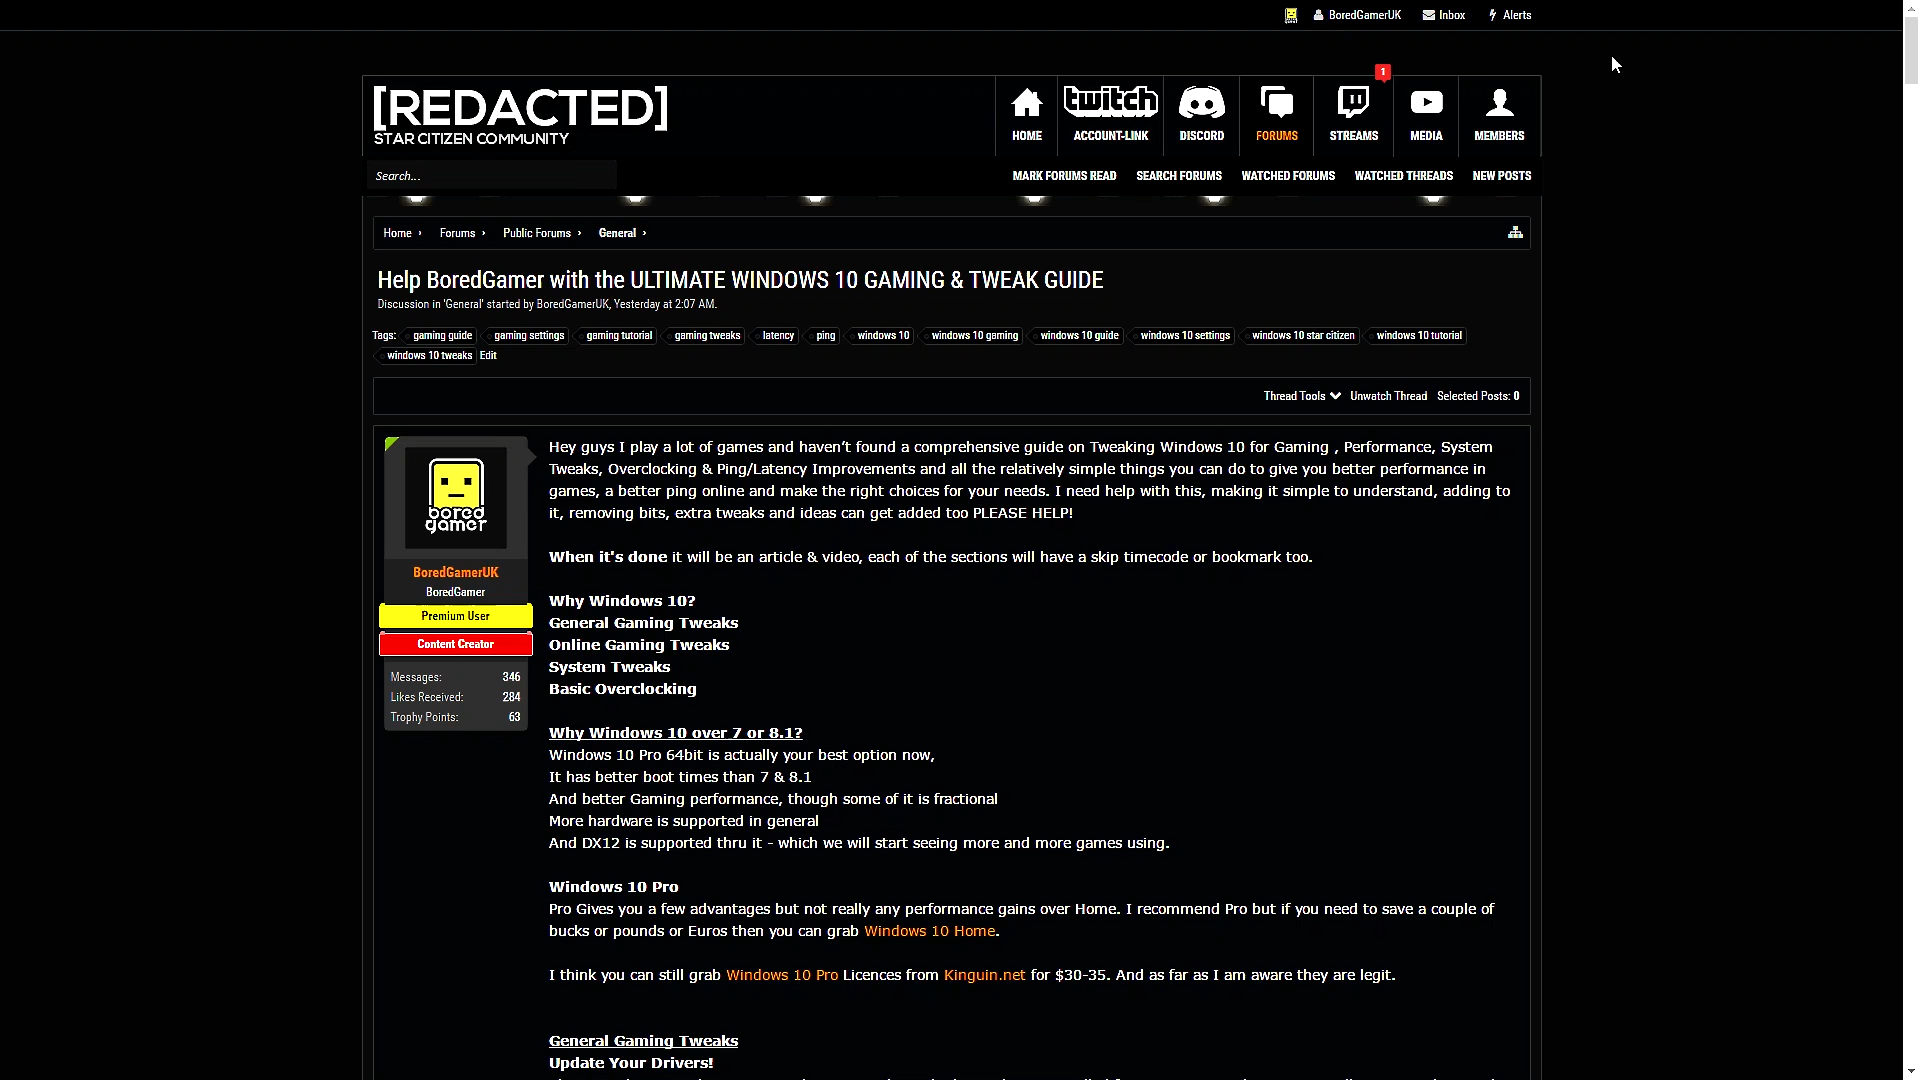 BoredGamerUK Inbox Alerts
1
[REDACTED]
STAR CITIZEN COMMUNITY
twitch
HOME ACCOUNT-LINK DISCORD FORUMS STREAMS MEDIA MEMBERS
Search...
MARK FORUMS READ SEARCH FORUMS WATCHED FORUMS WATCHED THREADS NEW POSTS
Home › Forums › Public Forums › General ›
Help BoredGamer with the ULTIMATE WINDOWS 10 GAMING & TWEAK GUIDE
Discussion in 'General' started by BoredGamerUK, Yesterday at 2:07 AM.
Tags: gaming guide gaming settings gaming tutorial gaming tweaks latency ping windows 10 windows 10 gaming windows 10 guide windows 10 settings windows 10 star citizen windows 10 tutorial
windows 10 tweaks Edit
Thread Tools Unwatch Thread Selected Posts: 0
bored
gamer
BoredGamerUK
BoredGamer
Premium User
Content Creator
Messages: 346
Likes Received: 284
Trophy Points: 63
Hey guys I play a lot of games and haven’t found a comprehensive guide on Tweaking Windows 10 for Gaming , Performance, System
Tweaks, Overclocking & Ping/Latency Improvements and all the relatively simple things you can do to give you better performance in
games, a better ping online and make the right choices for your needs. I need help with this, making it simple to understand, adding to
it, removing bits, extra tweaks and ideas can get added too PLEASE HELP!
When it's done it will be an article & video, each of the sections will have a skip timecode or bookmark too.
Why Windows 10?
General Gaming Tweaks
Online Gaming Tweaks
System Tweaks
Basic Overclocking
Why Windows 10 over 7 or 8.1?
Windows 10 Pro 64bit is actually your best option now,
It has better boot times than 7 & 8.1
And better Gaming performance, though some of it is fractional
More hardware is supported in general
And DX12 is supported thru it - which we will start seeing more and more games using.
Windows 10 Pro
Pro Gives you a few advantages but not really any performance gains over Home. I recommend Pro but if you need to save a couple of
bucks or pounds or Euros then you can grab Windows 10 Home.
I think you can still grab Windows 10 Pro Licences from Kinguin.net for $30-35. And as far as I am aware they are legit.
General Gaming Tweaks
Update Your Drivers!